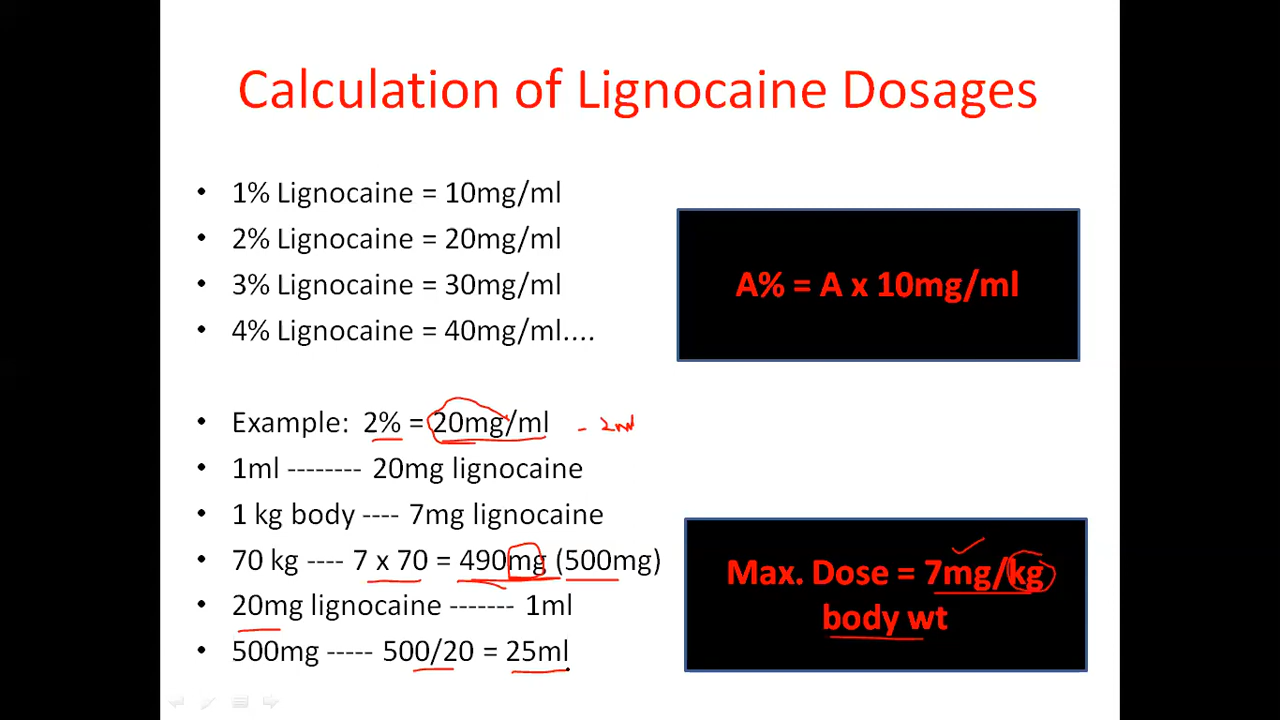 Calculation of Lignocaine Dosages
• 1% Lignocaine = 10mg/ml
• 2% Lignocaine = 20mg/ml
• 3% Lignocaine = 30mg/ml
• 4% Lignocaine = 40mg/ml....
A% = A x 10mg/ml
• Example: 2% = 20mg/ml - 2ml
• 1ml -------- 20mg lignocaine
• 1 kg body ---- 7mg lignocaine
• 70 kg ---- 7 x 70 = 490mg (500mg)
• 20mg lignocaine ------- 1ml
• 500mg ----- 500/20 = 25ml
Max. Dose = 7mg/kg
body wt